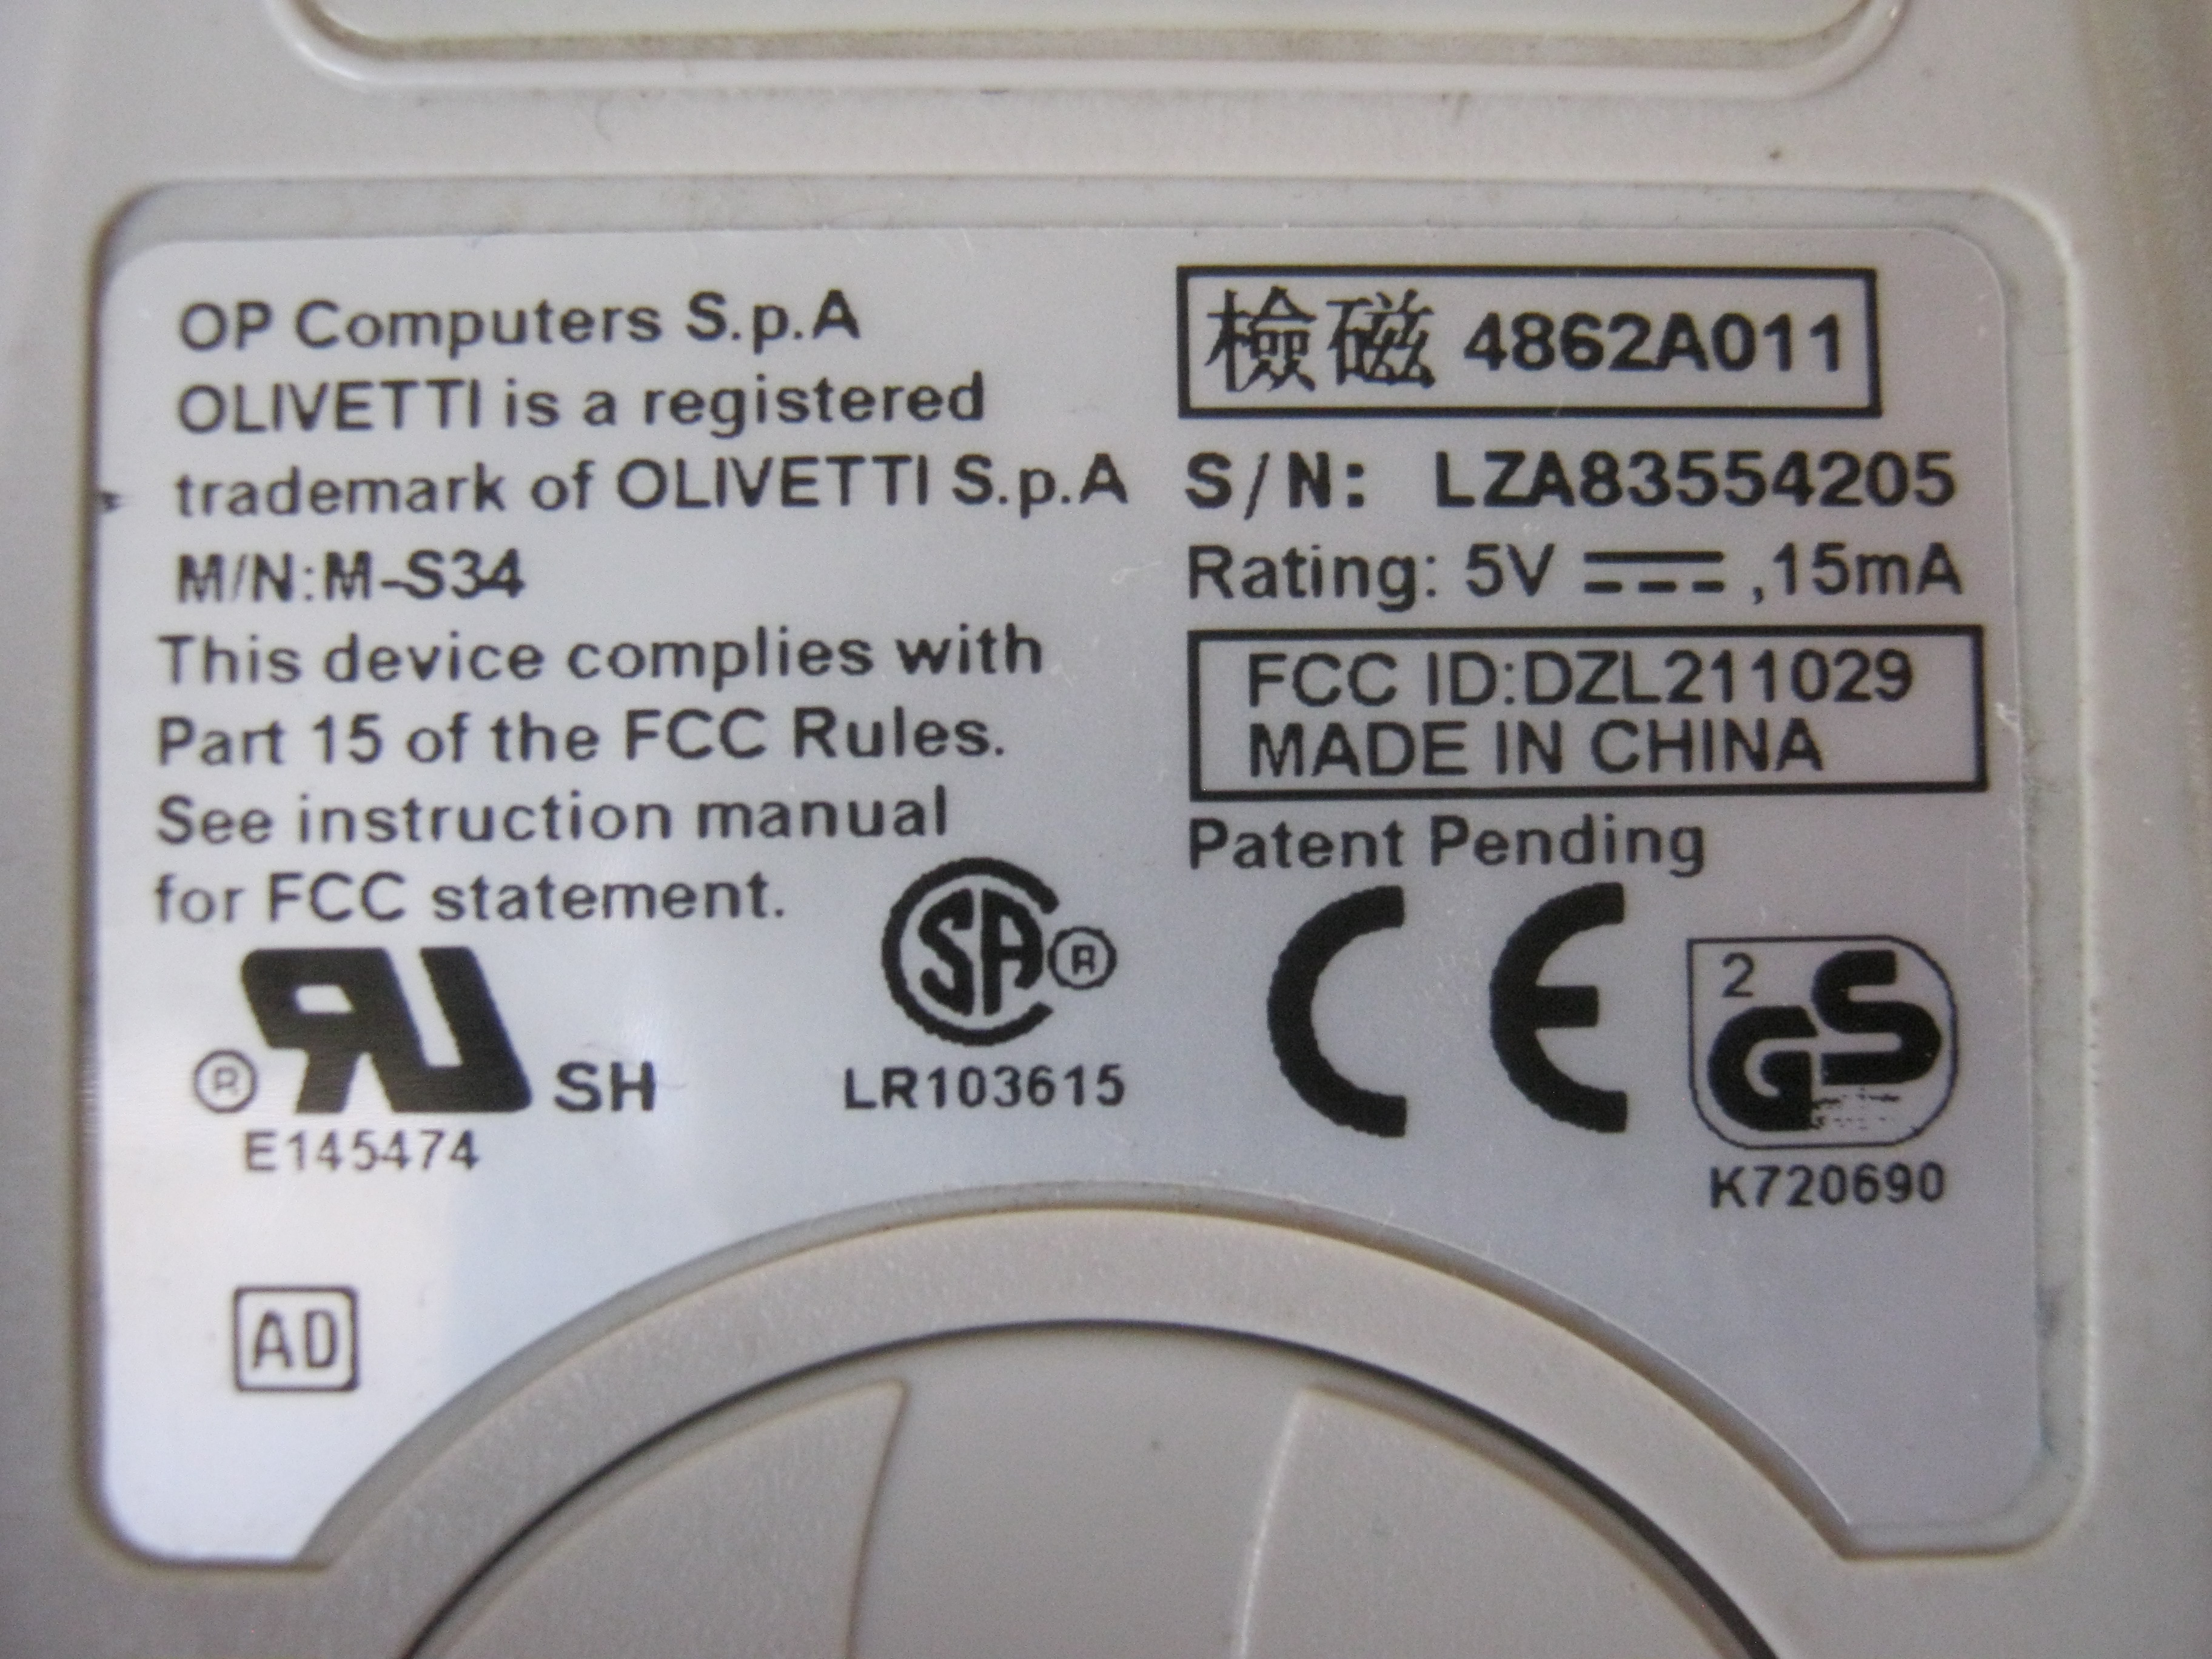 OP Computers S.p.A
OLIVETTI is a registered
trademark of OLIVETTI S.p.A
M/N:M-S34
This device complies with
Part 15 of the FCC Rules.
See instruction manual
for FCC statement.
檢磁 4862A011
S/N: LZA83554205
Rating: 5V ⎓ ,15mA
FCC ID:DZL211029
MADE IN CHINA
Patent Pending
® RU SH
E145474
SA ®
LR103615
CE
2 GS
K720690
AD